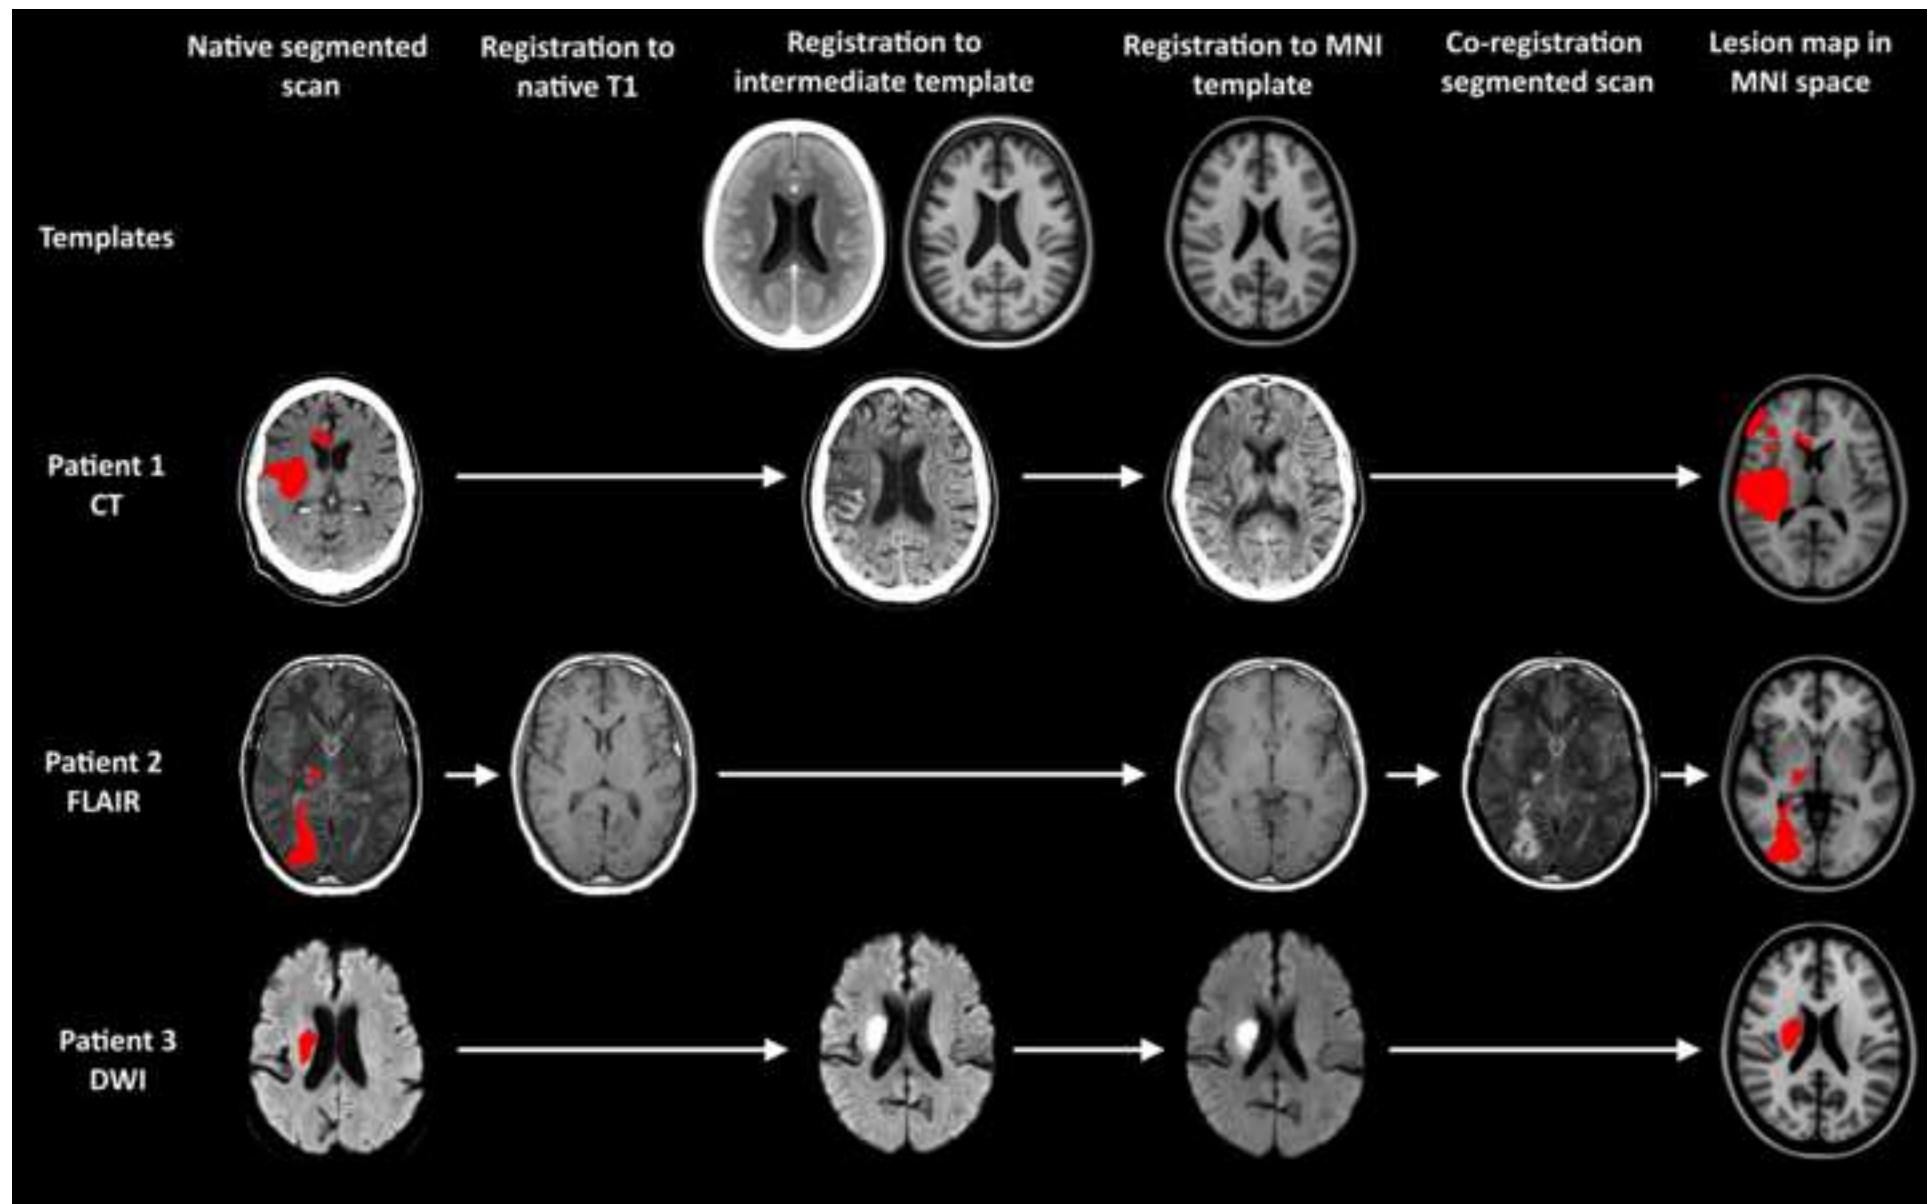 Native segmented
scan
Registration to
native T1
Registration to
intermediate template
Registration to MNI
template
Co-registration
segmented scan
Lesion map in
MNI space
Templates
Patient 1
CT
Patient 2
FLAIR
Patient 3
DWI